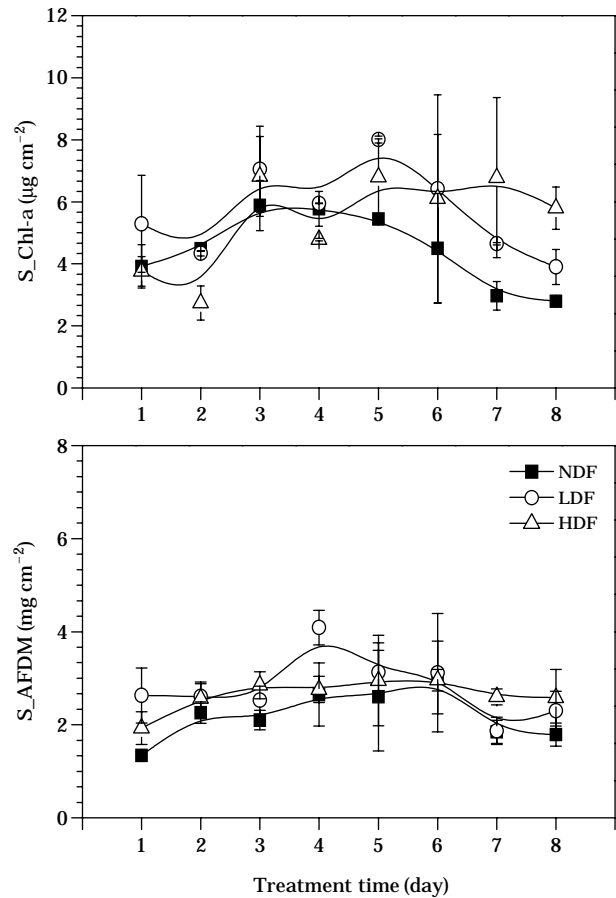 12
10
8
6
4
2
0
S_Chl-a (µg cm⁻²)
1 2 3 4 5 6 7 8
8
6
4
2
0
S_AFDM (mg cm⁻²)
NDF
LDF
HDF
1 2 3 4 5 6 7 8
Treatment time (day)